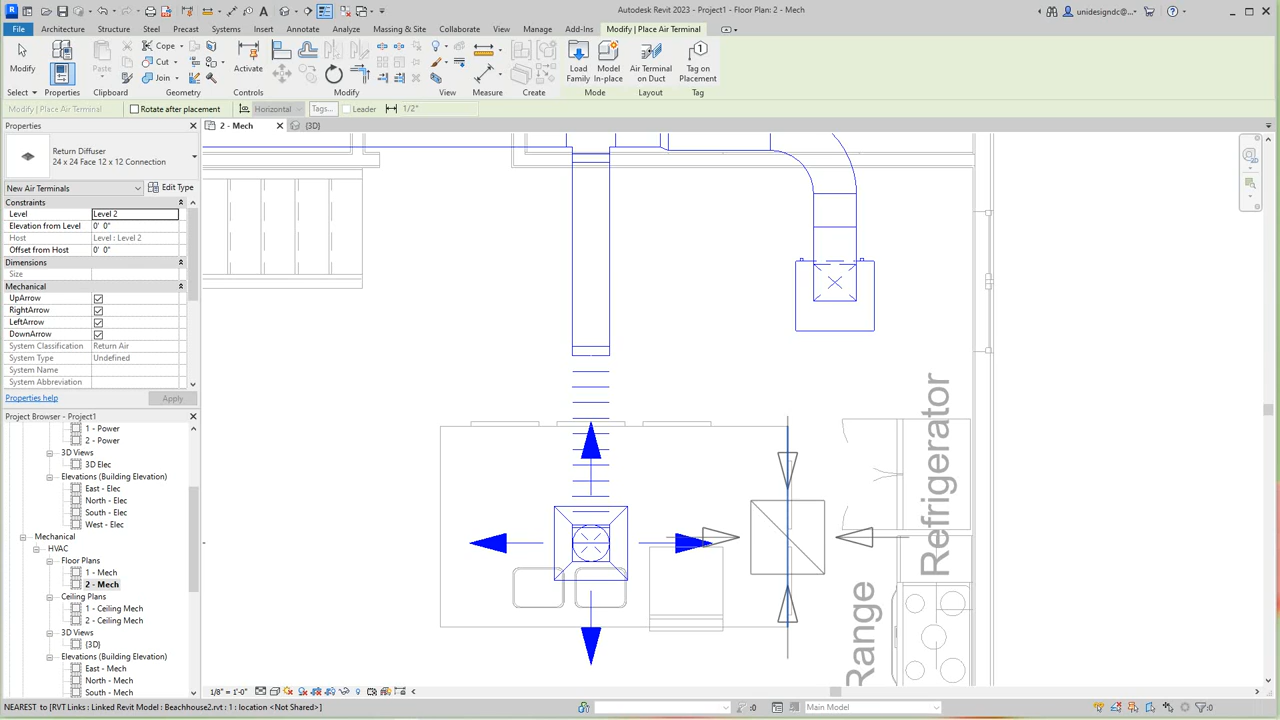 Autodesk Revit 2023 - Project1 - Floor Plan: 2 - Mech
unidesigndc@...
File Architecture Structure Steel Precast Systems Insert Annotate Analyze Massing & Site Collaborate View Manage Add-Ins Modify | Place Air Terminal
Modify
Select
Properties
Paste
Clipboard
Cope
Cut
Join
Geometry
Activate
Controls
Modify
View
Measure
Create
Load Family
Model In-place
Mode
Air Terminal on Duct
Layout
Tag on Placement
Tag
Modify | Place Air Terminal Rotate after placement Horizontal Tags... Leader 1/2"
Properties
2 - Mech
{3D}
Return Diffuser
24 x 24 Face 12 x 12 Connection
New Air Terminals Edit Type
Constraints
Level Level 2
Elevation from Level 0' 0"
Host Level : Level 2
Offset from Host 0' 0"
Dimensions
Size
Mechanical
UpArrow
RightArrow
LeftArrow
DownArrow
System Classification Return Air
System Type Undefined
System Name
System Abbreviation
Properties help Apply
Project Browser - Project1
1 - Power
2 - Power
3D Views
3D Elec
Elevations (Building Elevation)
East - Elec
North - Elec
South - Elec
West - Elec
Mechanical
HVAC
Floor Plans
1 - Mech
2 - Mech
Ceiling Plans
1 - Ceiling Mech
2 - Ceiling Mech
3D Views
{3D}
Elevations (Building Elevation)
East - Mech
North - Mech
South - Mech
Refrigerator
Range
1/8" = 1'-0"
NEAREST to [RVT Links : Linked Revit Model : Beachhouse2.rvt : 1 : location <Not Shared>]
:0
Main Model
:0